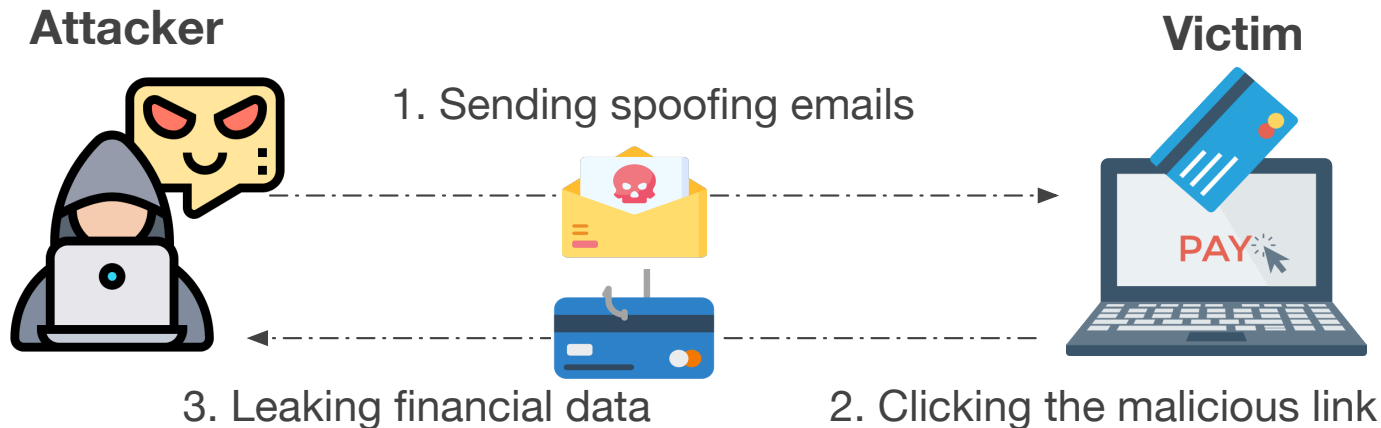 Attacker
Victim
1. Sending spoofing emails
PAY
3. Leaking financial data
2. Clicking the malicious link